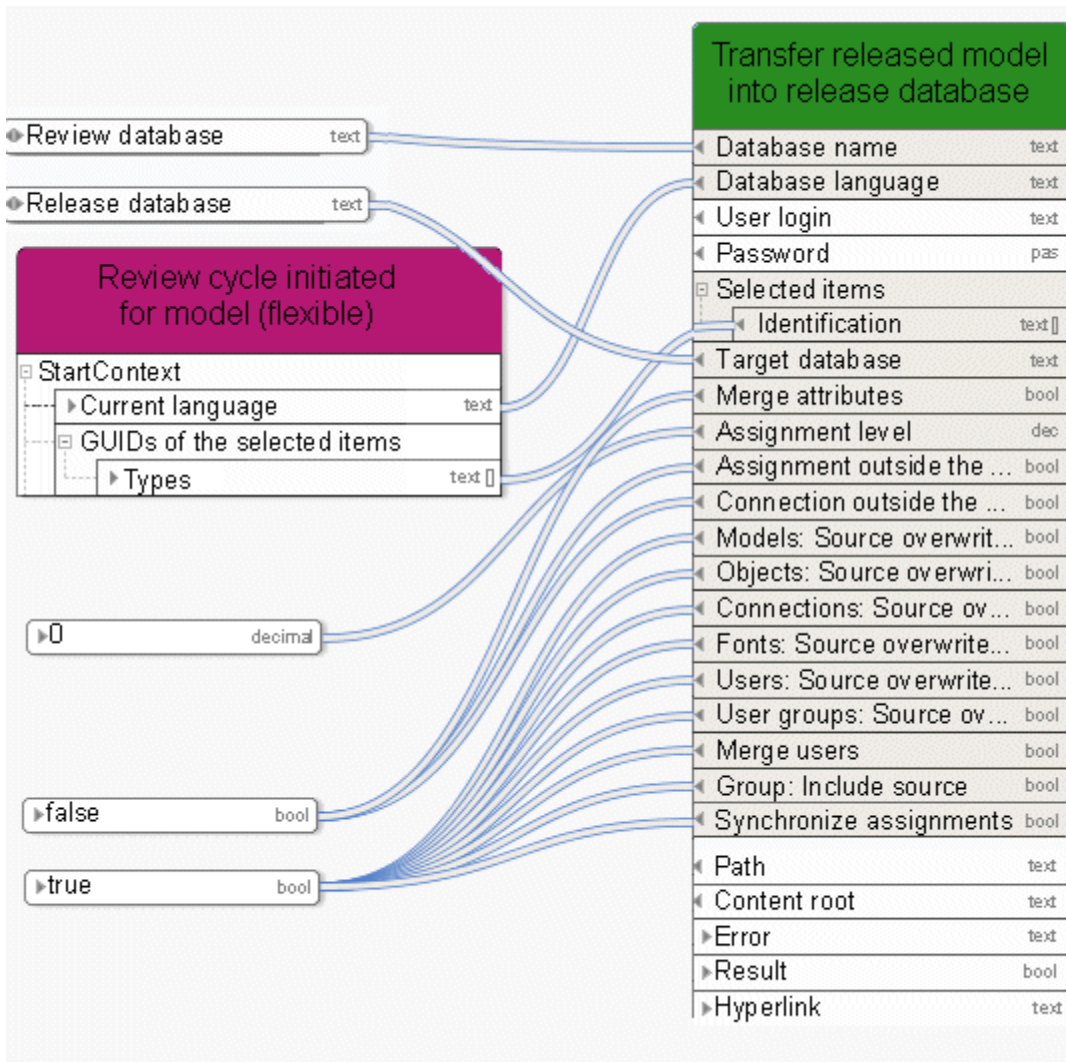 Transfer released model
into release database
Review database text
Database name text
Database language text
Release database text
User login text
Password pas
Review cycle initiated
for model (flexible)
Selected items
Identification text []
StartContext
Target database text
Current language text
Merge attributes bool
GUIDs of the selected items
Assignment level dec
Types text []
Assignment outside the ... bool
Connection outside the ... bool
Models: Source overwrit... bool
Objects: Source overwri... bool
Connections: Source ov... bool
0 decimal
Fonts: Source overwrite... bool
Users: Source overwrite... bool
User groups: Source ov... bool
Merge users bool
Group: Include source bool
false bool
Synchronize assignments bool
true bool
Path text
Content root text
Error text
Result bool
Hyperlink text